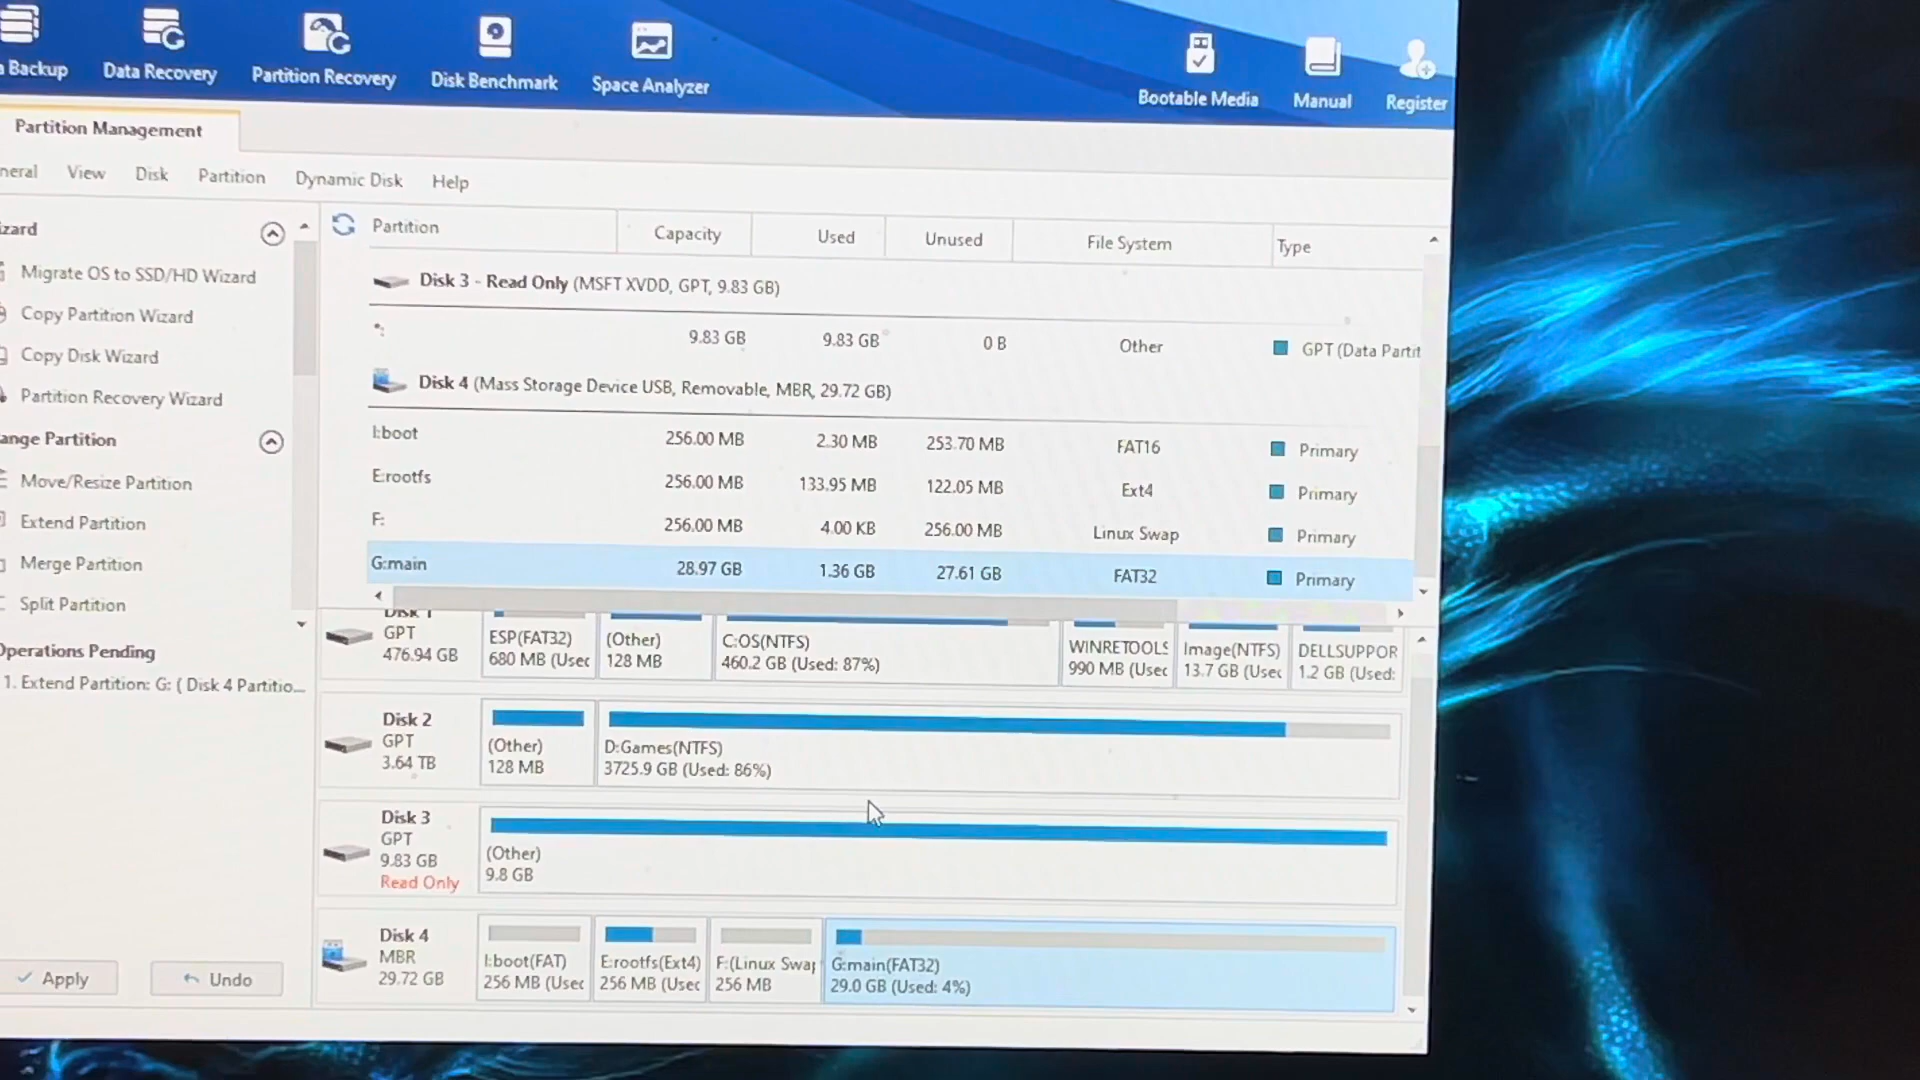 a Backup
Data Recovery
Partition Recovery
Disk Benchmark
Space Analyzer
Bootable Media
Manual
Register
Partition Management
neral View Disk Partition Dynamic Disk Help
izard
Migrate OS to SSD/HD Wizard
Copy Partition Wizard
Copy Disk Wizard
Partition Recovery Wizard
ange Partition
Move/Resize Partition
Extend Partition
Merge Partition
Split Partition
Operations Pending
1. Extend Partition: G: ( Disk 4 Partitio...
Apply
Undo
Partition Capacity Used Unused File System Type
Disk 3 - Read Only (MSFT XVDD, GPT, 9.83 GB)
*: 9.83 GB 9.83 GB 0 B Other GPT (Data Partit
Disk 4 (Mass Storage Device USB, Removable, MBR, 29.72 GB)
I:boot 256.00 MB 2.30 MB 253.70 MB FAT16 Primary
E:rootfs 256.00 MB 133.95 MB 122.05 MB Ext4 Primary
F: 256.00 MB 4.00 KB 256.00 MB Linux Swap Primary
G:main 28.97 GB 1.36 GB 27.61 GB FAT32 Primary
Disk 1
GPT
476.94 GB
ESP(FAT32)
680 MB (Usec
(Other)
128 MB
C:OS(NTFS)
460.2 GB (Used: 87%)
WINRETOOLS
990 MB (Usec
Image(NTFS)
13.7 GB (Usec
DELLSUPPOR
1.2 GB (Used:
Disk 2
GPT
3.64 TB
(Other)
128 MB
D:Games(NTFS)
3725.9 GB (Used: 86%)
Disk 3
GPT
9.83 GB
Read Only
(Other)
9.8 GB
Disk 4
MBR
29.72 GB
I:boot(FAT)
256 MB (Usec
E:rootfs(Ext4)
256 MB (Usec
F:(Linux Swap
256 MB
G:main(FAT32)
29.0 GB (Used: 4%)